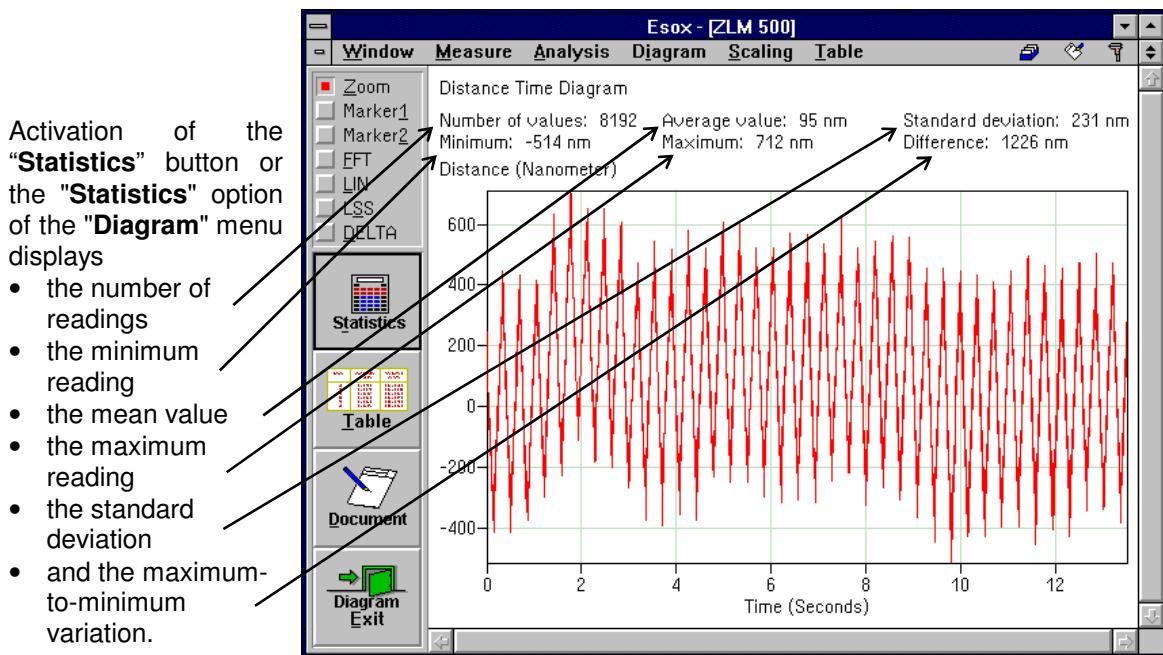 Activation of the
“Statistics” button or
the "Statistics" option
of the "Diagram" menu
displays
• the number of
readings
• the minimum
reading
• the mean value
• the maximum
reading
• the standard
deviation
• and the maximum-
to-minimum
variation.
Esox - [ZLM 500]
Window Measure Analysis Diagram Scaling Table
Zoom
Marker1
Marker2
FFT
LIN
LSS
DELTA
Statistics
Table
Document
Diagram
Exit
Distance Time Diagram
Number of values: 8192 Average value: 95 nm Standard deviation: 231 nm
Minimum: -514 nm Maximum: 712 nm Difference: 1226 nm
Distance (Nanometer)
600
400
200
0
-200
-400
0 2 4 6 8 10 12
Time (Seconds)